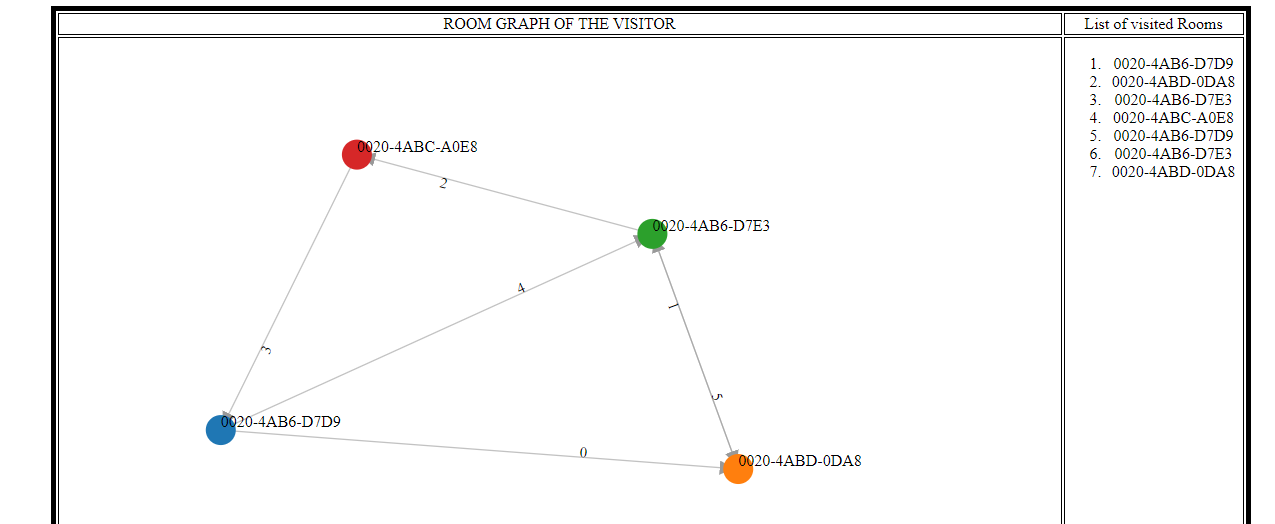 ROOM GRAPH OF THE VISITOR
List of visited Rooms
1. 0020-4AB6-D7D9
2. 0020-4ABD-0DA8
3. 0020-4AB6-D7E3
4. 0020-4ABC-A0E8
5. 0020-4AB6-D7D9
6. 0020-4AB6-D7E3
7. 0020-4ABD-0DA8
0020-4ABC-A0E8
2
0020-4AB6-D7E3
4
1
3
5
0020-4AB6-D7D9
0
0020-4ABD-0DA8